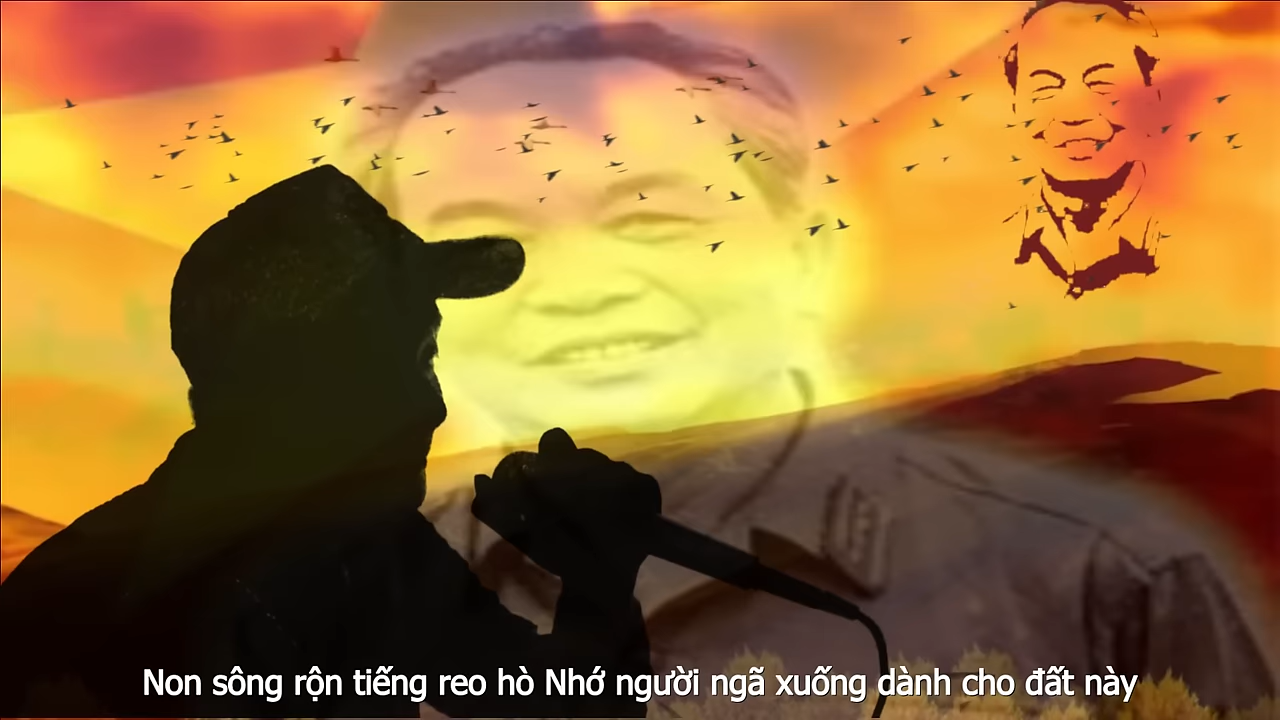 Non sông rộn tiếng reo hò Nhớ người ngã xuống dành cho đất này